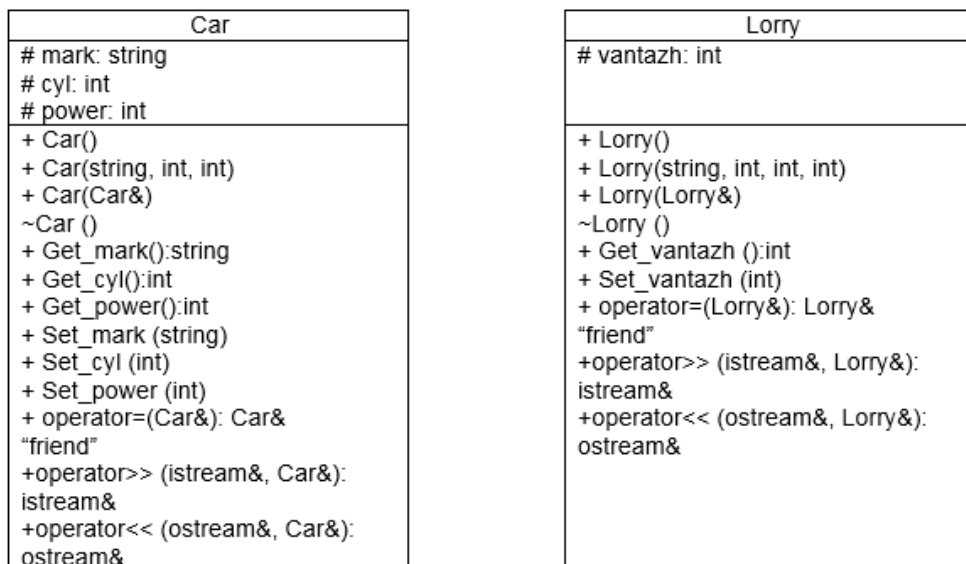 Car
# mark: string
# cyl: int
# power: int
+ Car()
+ Car(string, int, int)
+ Car(Car&)
~Car ()
+ Get_mark():string
+ Get_cyl():int
+ Get_power():int
+ Set_mark (string)
+ Set_cyl (int)
+ Set_power (int)
+ operator=(Car&): Car&
“friend”
+operator>> (istream&, Car&):
istream&
+operator<< (ostream&, Car&):
ostream&
Lorry
# vantazh: int
+ Lorry()
+ Lorry(string, int, int, int)
+ Lorry(Lorry&)
~Lorry ()
+ Get_vantazh ():int
+ Set_vantazh (int)
+ operator=(Lorry&): Lorry&
“friend”
+operator>> (istream&, Lorry&):
istream&
+operator<< (ostream&, Lorry&):
ostream&